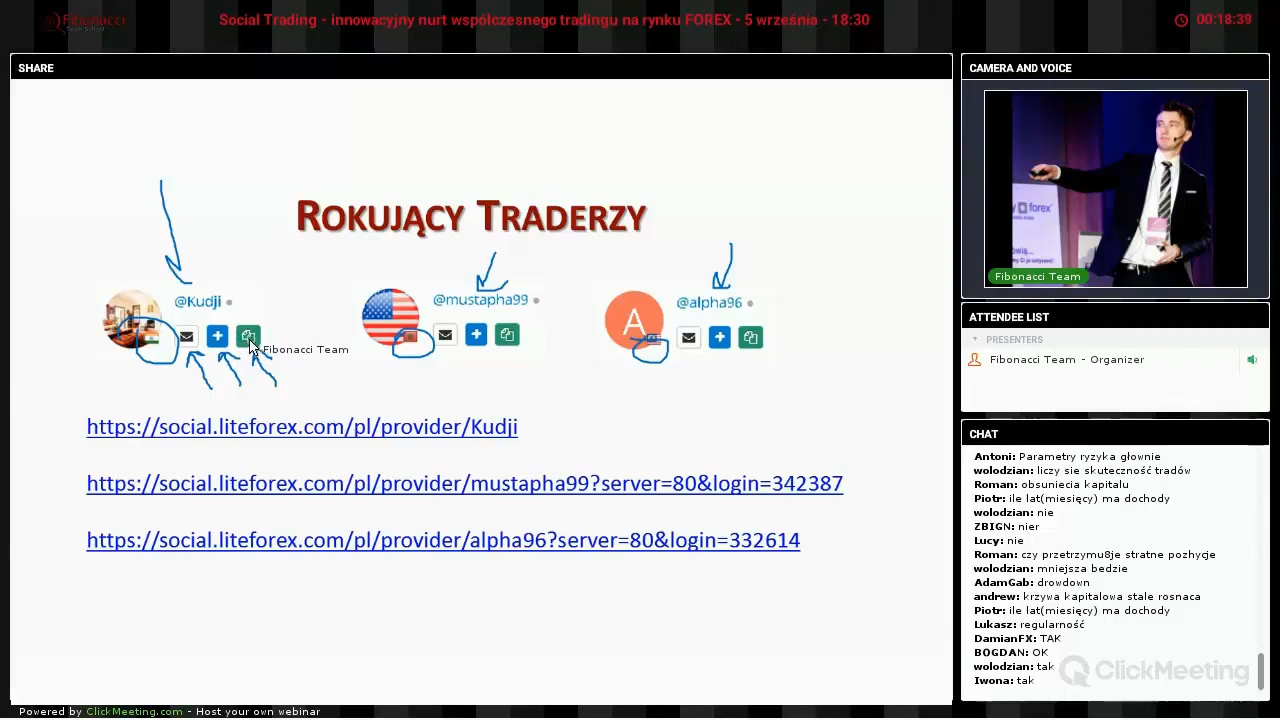 Fibonacci
Team School
Social Trading - innowacyjny nurt współczesnego tradingu na rynku FOREX - 5 września - 18:30
00:18:39
SHARE
ROKUJĄCY TRADERZY
@Kudji
@mustapha99
@alpha96
A
Fibonacci Team
https://social.liteforex.com/pl/provider/Kudji
https://social.liteforex.com/pl/provider/mustapha99?server=80&login=342387
https://social.liteforex.com/pl/provider/alpha96?server=80&login=332614
CAMERA AND VOICE
forex
Fibonacci Team
ATTENDEE LIST
PRESENTERS
Fibonacci Team - Organizer
CHAT
Antoni: Parametry ryzyka głownie
wolodzian: liczy sie skuteczność tradów
Roman: obsuniecia kapitalu
Piotr: ile lat(miesięcy) ma dochody
wolodzian: nie
ZBIGN: nier
Lucy: nie
Roman: czy przetrzymu8je stratne pozhycje
wolodzian: mniejsza bedzie
AdamGab: drowdown
andrew: krzywa kapitalowa stale rosnaca
Piotr: ile lat(miesięcy) ma dochody
Lukasz: regularność
DamianFX: TAK
BOGDAN: OK
wolodzian: tak
Iwona: tak
ClickMeeting
Powered by ClickMeeting.com - Host your own webinar